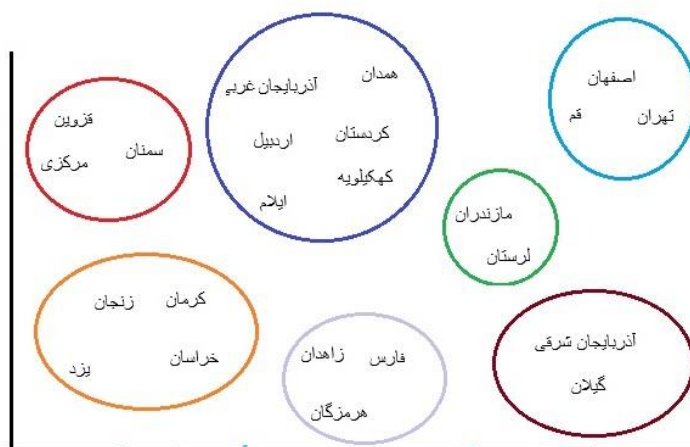 اصفهان
تهران
قم
همدان
آذربایجان غربی
کردستان
اردبیل
کهکیلویه
ایلام
قزوین
سمنان
مرکزی
مازندران
لرستان
آذربایجان شرقی
گیلان
فارس
زاهدان
هرمزگان
کرمان
زنجان
خراسان
یزد